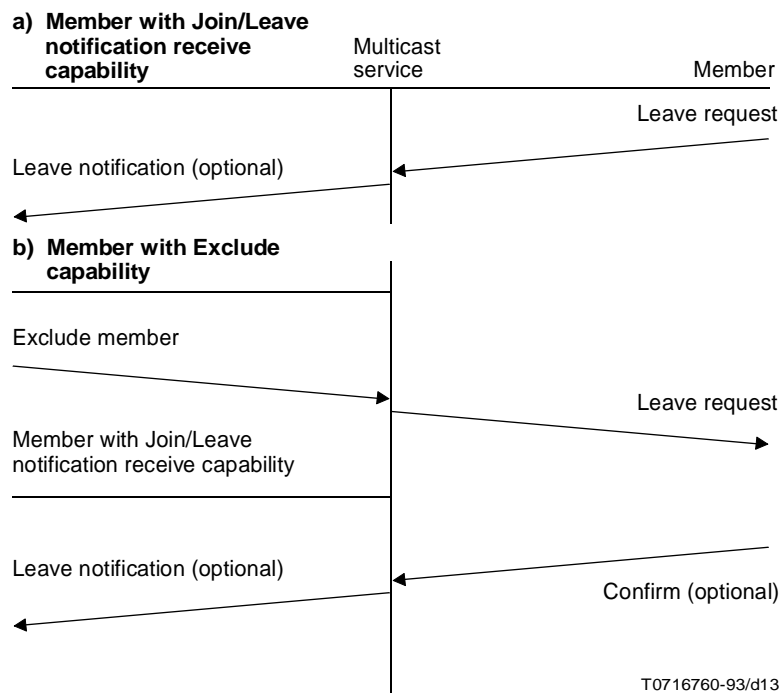 a) Member with Join/Leave
notification receive
capability
Multicast
service
Member
Leave request
Leave notification (optional)
b) Member with Exclude
capability
Exclude member
Leave request
Member with Join/Leave
notification receive capability
Leave notification (optional)
Confirm (optional)
T0716760-93/d13